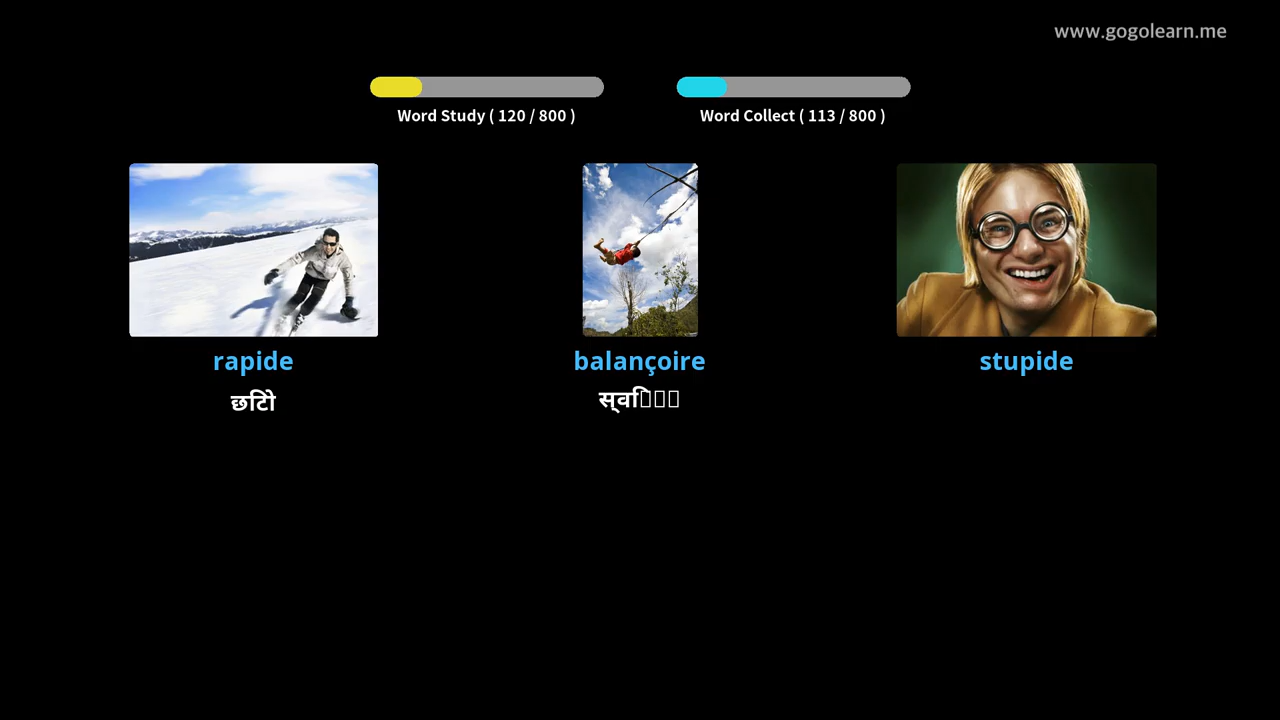 www.gogolearn.me
Word Study ( 120 / 800 )
Word Collect ( 113 / 800 )
rapide
balançoire
stupide
छिटो